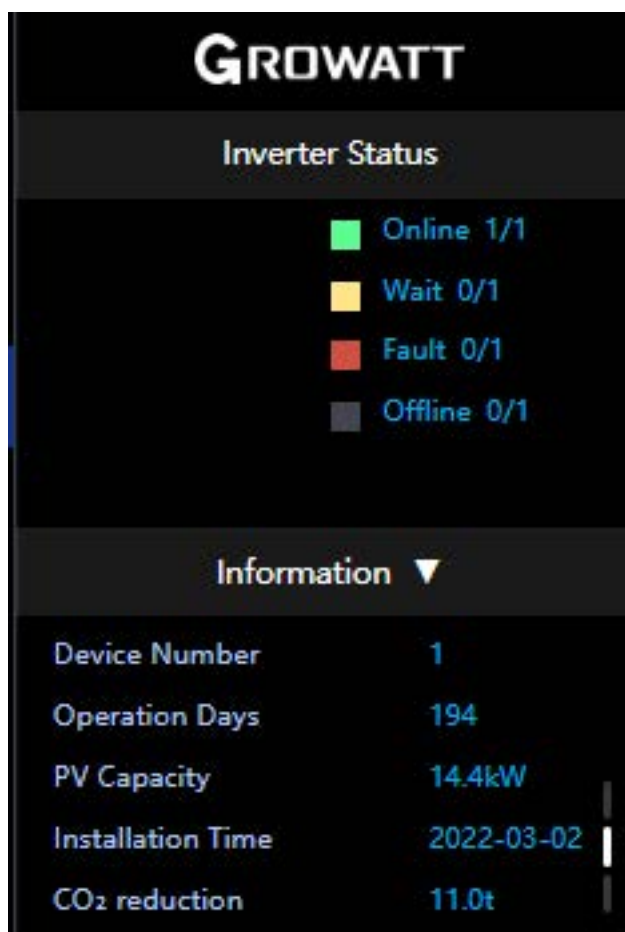 GROWATT
Inverter Status
Online 1/1
Wait 0/1
Fault 0/1
Offline 0/1
Information ▼
Device Number 1
Operation Days 194
PV Capacity 14.4kW
Installation Time 2022-03-02
CO₂ reduction 11.0t